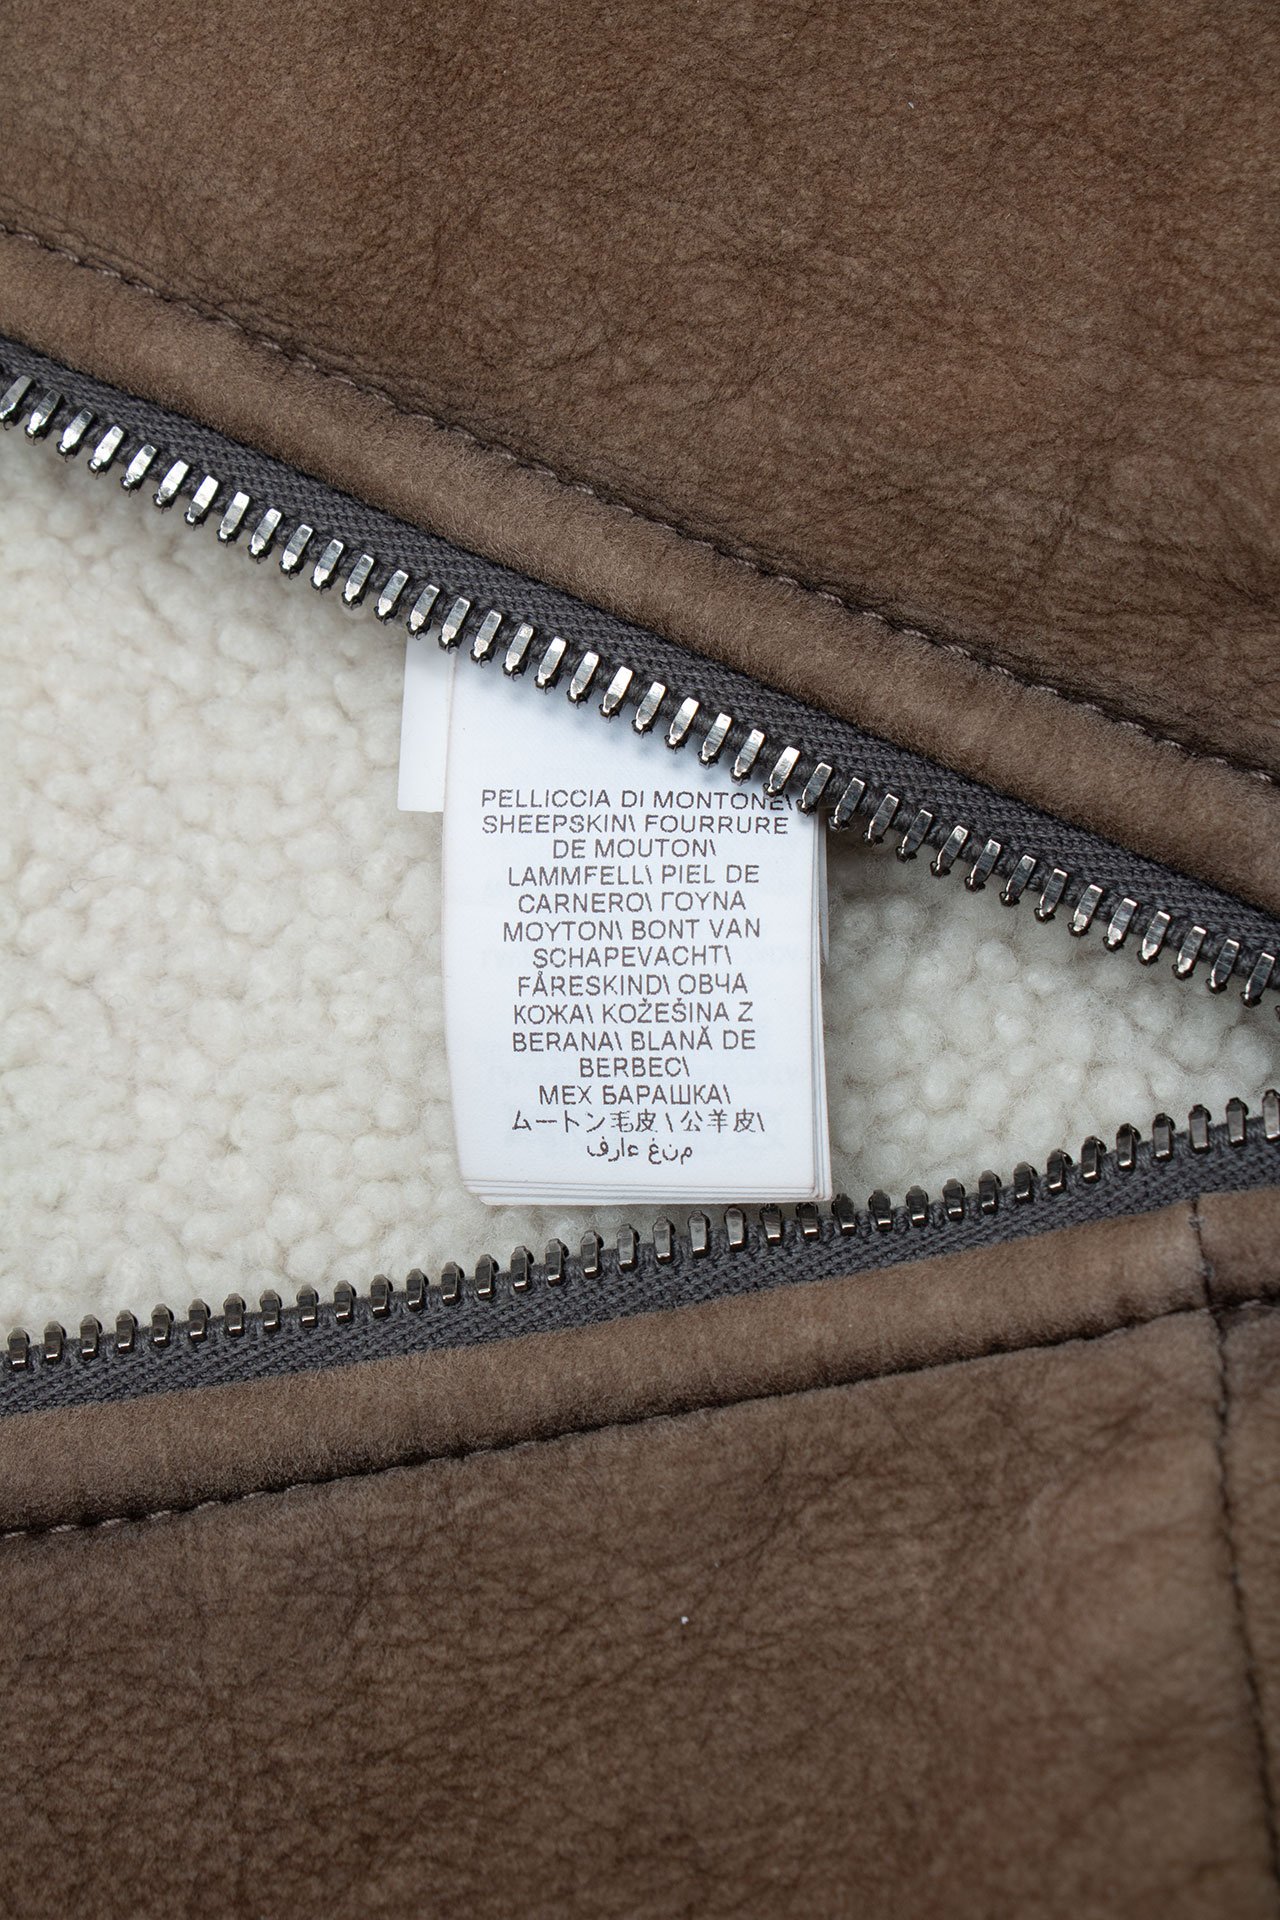 PELLICCIA DI MONTONE\
SHEEPSKIN\ FOURRURE
DE MOUTON\
LAMMFELL\ PIEL DE
CARNERO\ ΓΟΥΝΑ
ΜΟΥΤΟΝ\ BONT VAN
SCHAPEVACHT\
FÅRESKIND\ ОВЧА
КОЖА\ KOŽEŠINA Z
BERANA\ BLANĂ DE
BERBEC\
МЕХ БАРАШКА\
ムートン毛皮\公羊皮\
فراء غنم